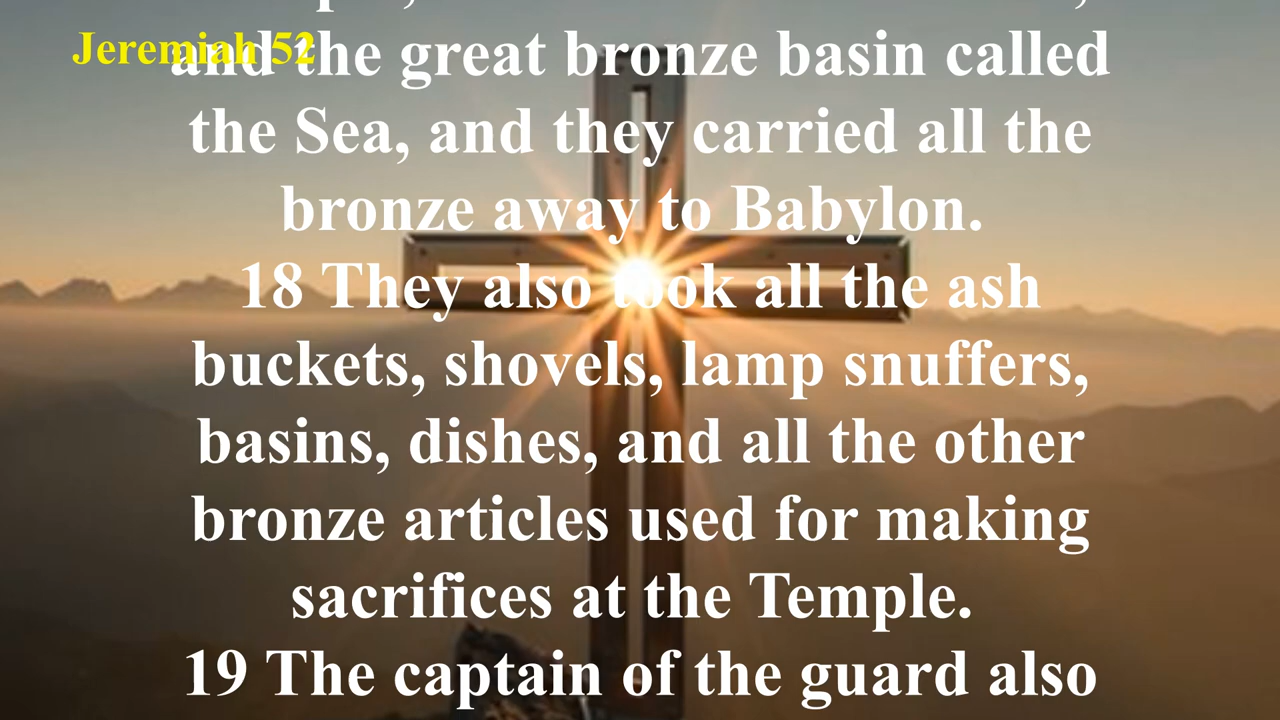 Jeremiah 52
and the great bronze basin called
the Sea, and they carried all the
bronze away to Babylon.
18 They also took all the ash
buckets, shovels, lamp snuffers,
basins, dishes, and all the other
bronze articles used for making
sacrifices at the Temple.
19 The captain of the guard also